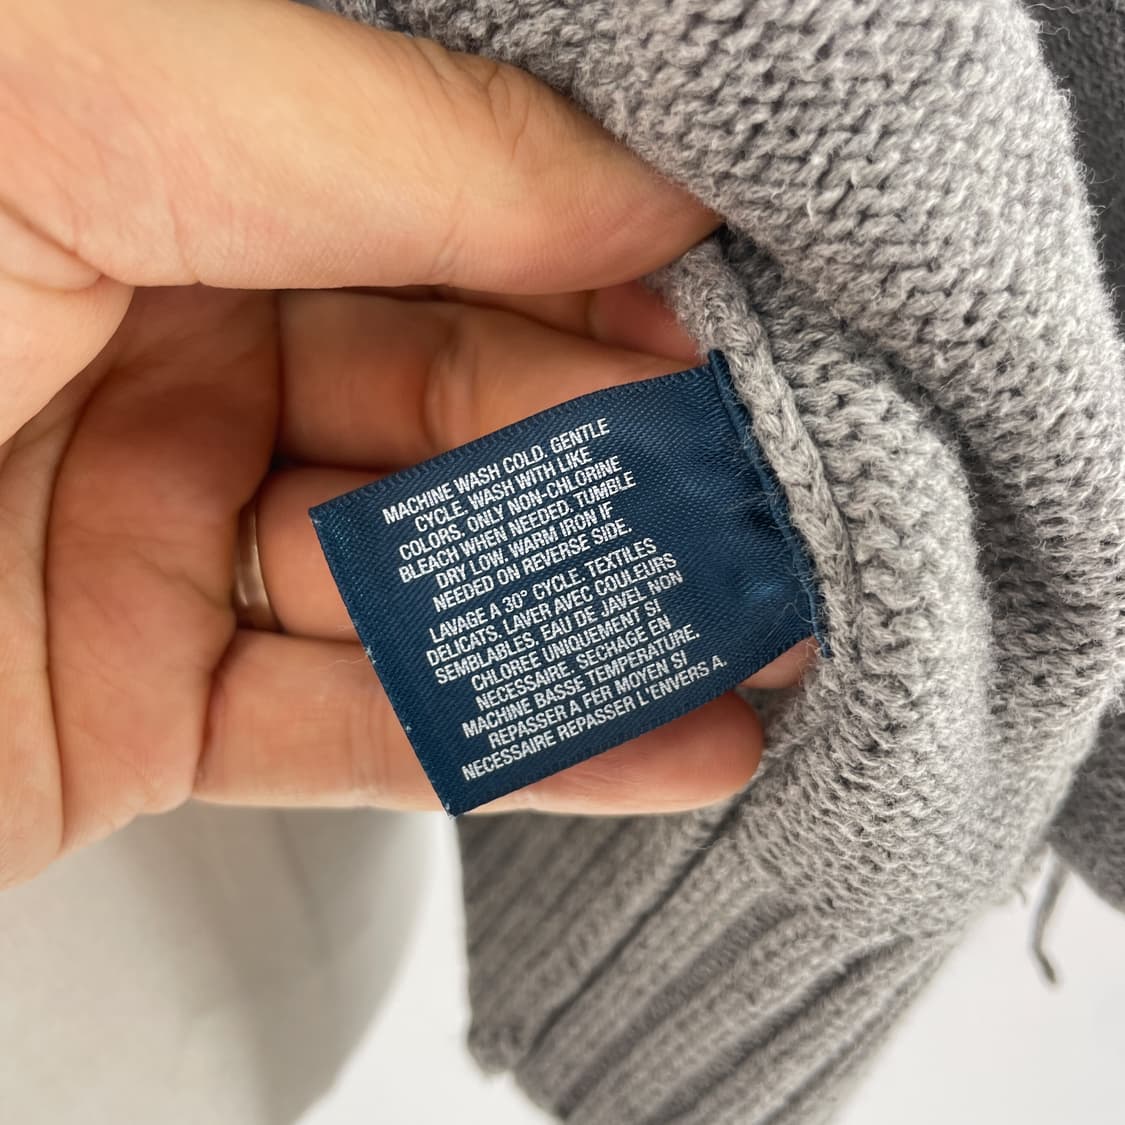 MACHINE WASH COLD. GENTLE
CYCLE. WASH WITH LIKE
COLORS. ONLY NON-CHLORINE
BLEACH WHEN NEEDED. TUMBLE
DRY LOW. WARM IRON IF
NEEDED ON REVERSE SIDE.
LAVAGE A 30° CYCLE. TEXTILES
DELICATS. LAVER AVEC COULEURS
SEMBLABLES. EAU DE JAVEL NON
CHLOREE UNIQUEMENT SI
NECESSAIRE. SECHAGE EN
MACHINE BASSE TEMPERATURE.
REPASSER A FER MOYEN SI
NECESSAIRE REPASSER L'ENVERS A.